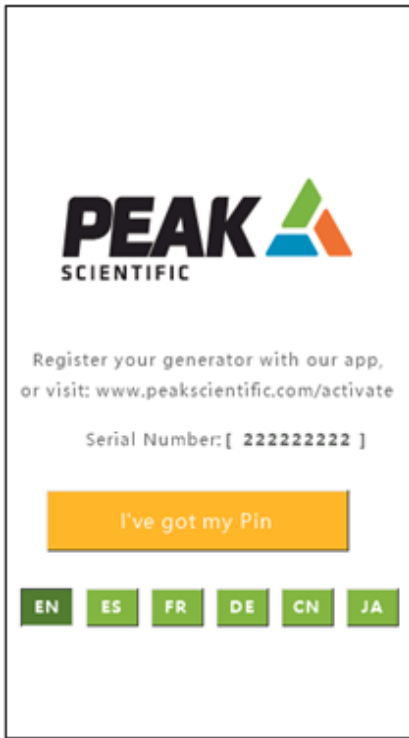 PEAK
SCIENTIFIC
Register your generator with our app,
or visit: www.peakscientific.com/activate
Serial Number: [ 222222222 ]
I've got my Pin
EN ES FR DE CN JA